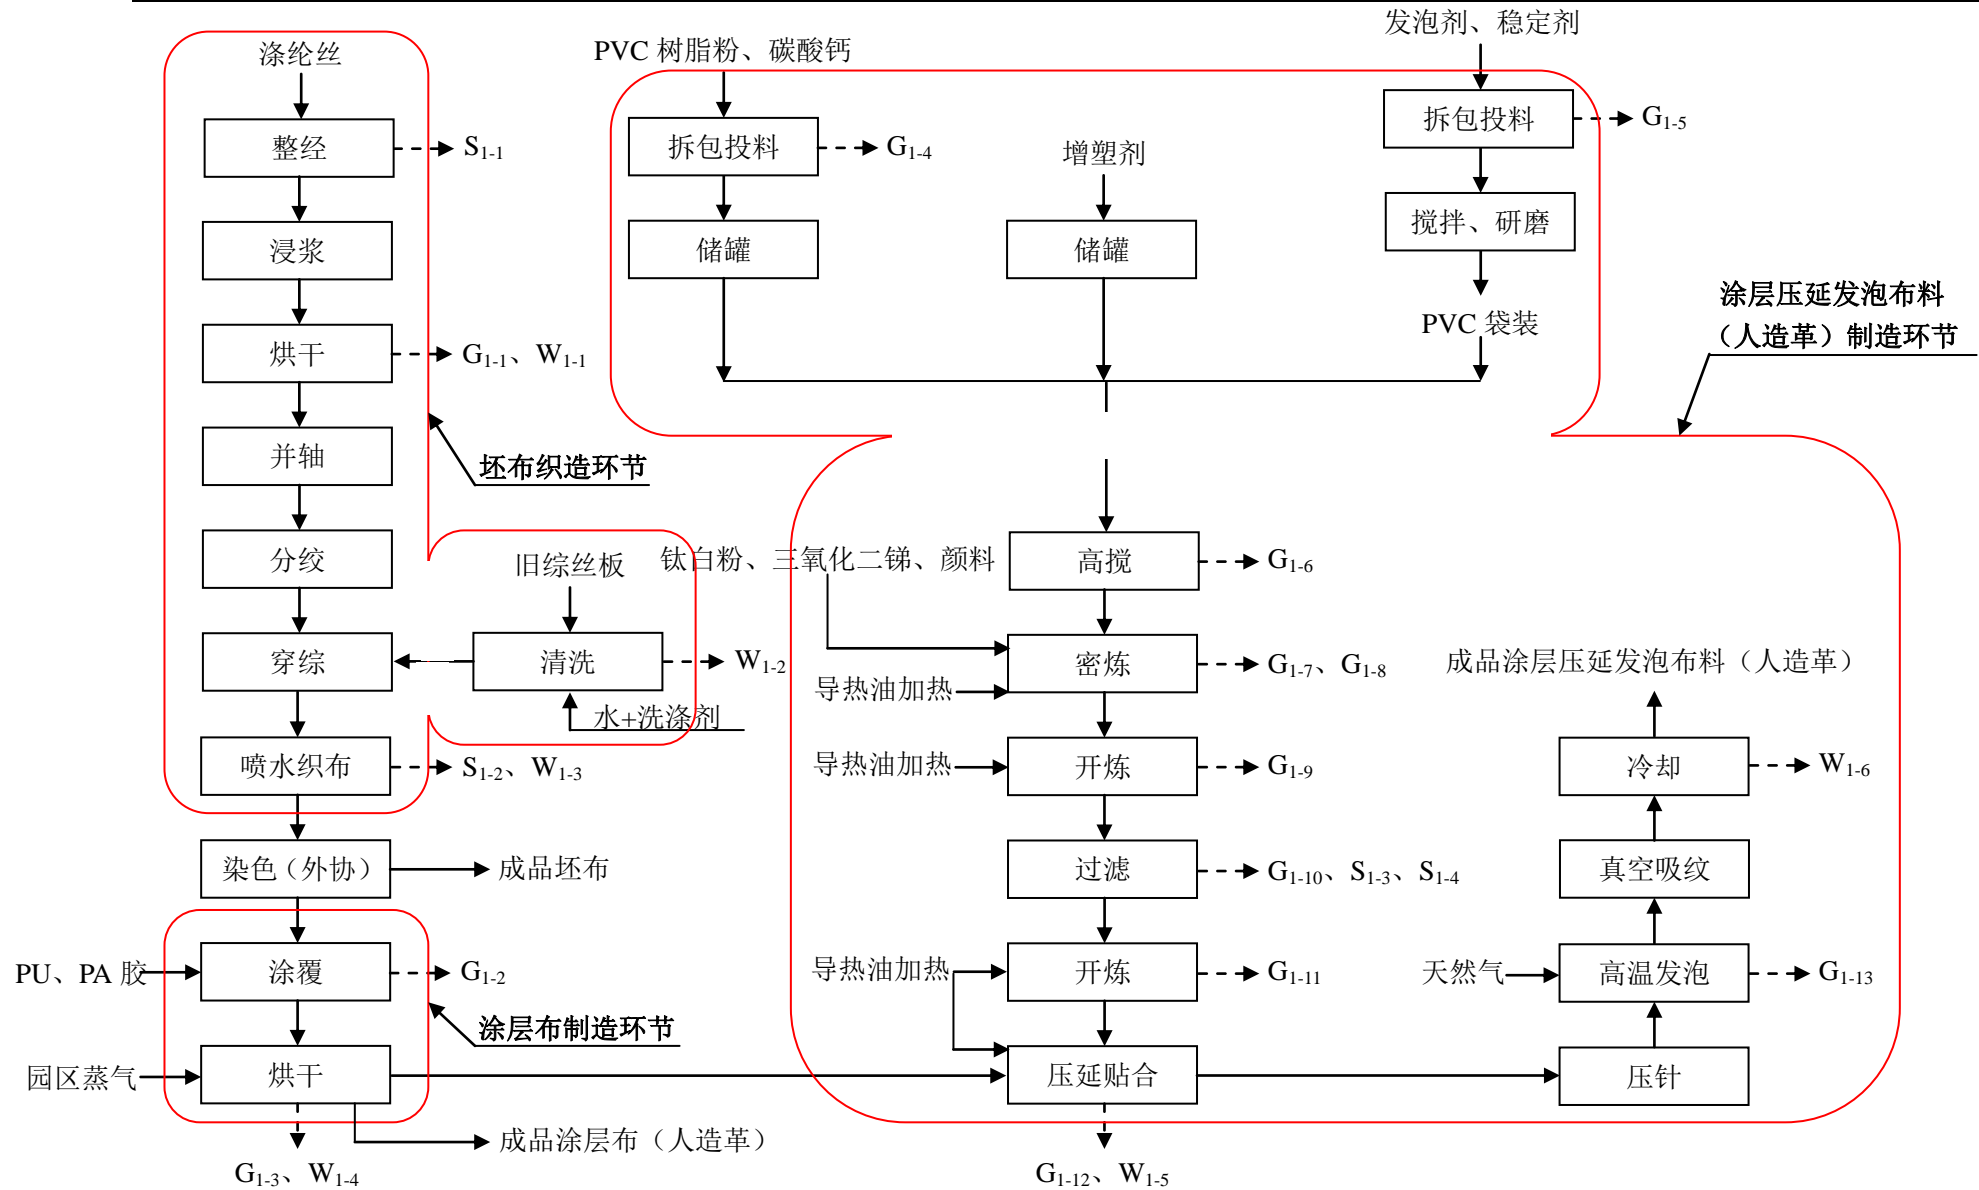 发泡剂、稳定剂
涤纶丝
PVC 树脂粉、碳酸钙
拆包投料
G1-5
整经
S1-1
拆包投料
G1-4
增塑剂
搅拌、研磨
浸浆
储罐
储罐
涂层压延发泡布料
（人造革）制造环节
PVC 袋装
烘干
G1-1、W1-1
并轴
坯布织造环节
分绞
旧综丝板
钛白粉、三氧化二锑、颜料
高搅
G1-6
穿综
清洗
W1-2
密炼
G1-7、G1-8
成品涂层压延发泡布料（人造革）
导热油加热
水+洗涤剂
喷水织布
S1-2、W1-3
导热油加热
开炼
G1-9
冷却
W1-6
染色（外协）
成品坯布
过滤
G1-10、S1-3、S1-4
真空吸纹
PU、PA 胶
涂覆
G1-2
导热油加热
开炼
G1-11
天然气
高温发泡
G1-13
涂层布制造环节
园区蒸气
烘干
压延贴合
压针
成品涂层布（人造革）
G1-3、W1-4
G1-12、W1-5